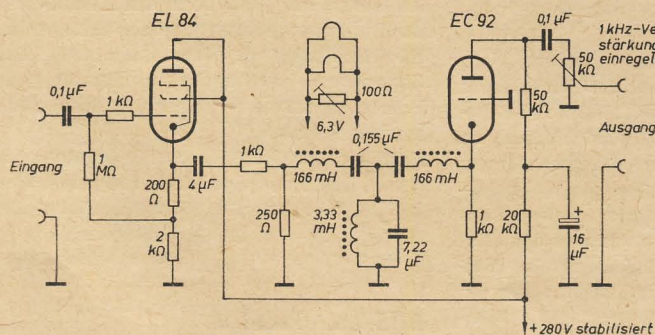 EL 84
EC 92
0,1 µF
1 kHz-Ve
stärkung
einregel
50
kΩ
50
kΩ
100Ω
6,3 V
0,1 µF
1 kΩ
0,155 µF
Eingang
1
MΩ
4 µF
1 kΩ
166 mH
166 mH
Ausgang
200
Ω
250
Ω
3,33
mH
7,22
µF
1
kΩ
20
kΩ
+
16
µF
2
kΩ
+280V stabilisiert